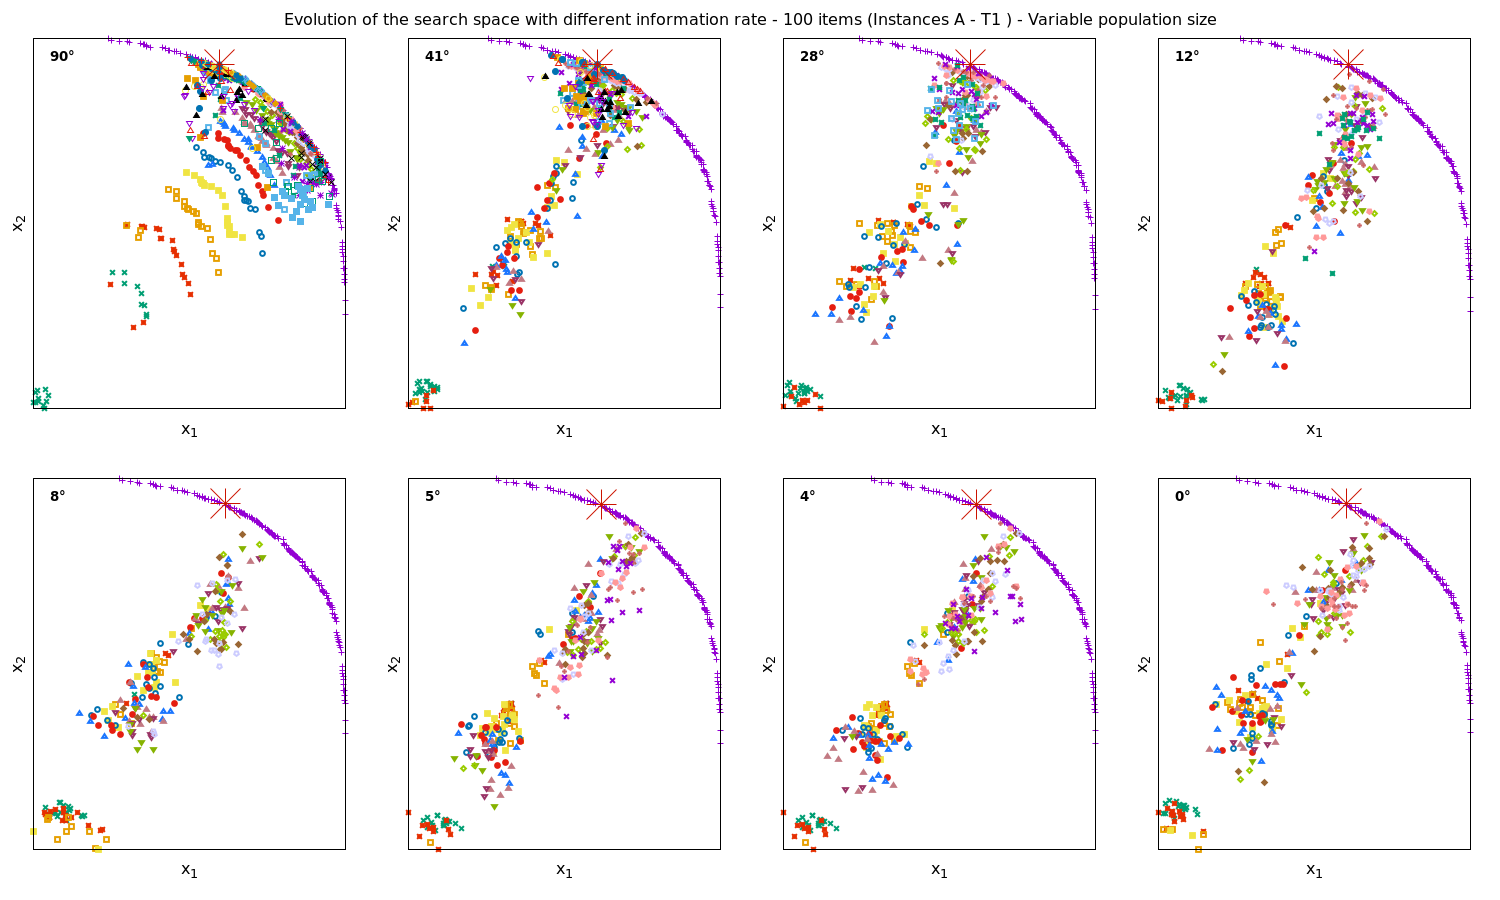 Evolution of the search space with different information rate - 100 items (Instances A - T1 ) - Variable population size
90°
41°
28°
12°
x2
x2
x2
x2
x1
x1
x1
x1
8°
5°
4°
0°
x2
x2
x2
x2
x1
x1
x1
x1